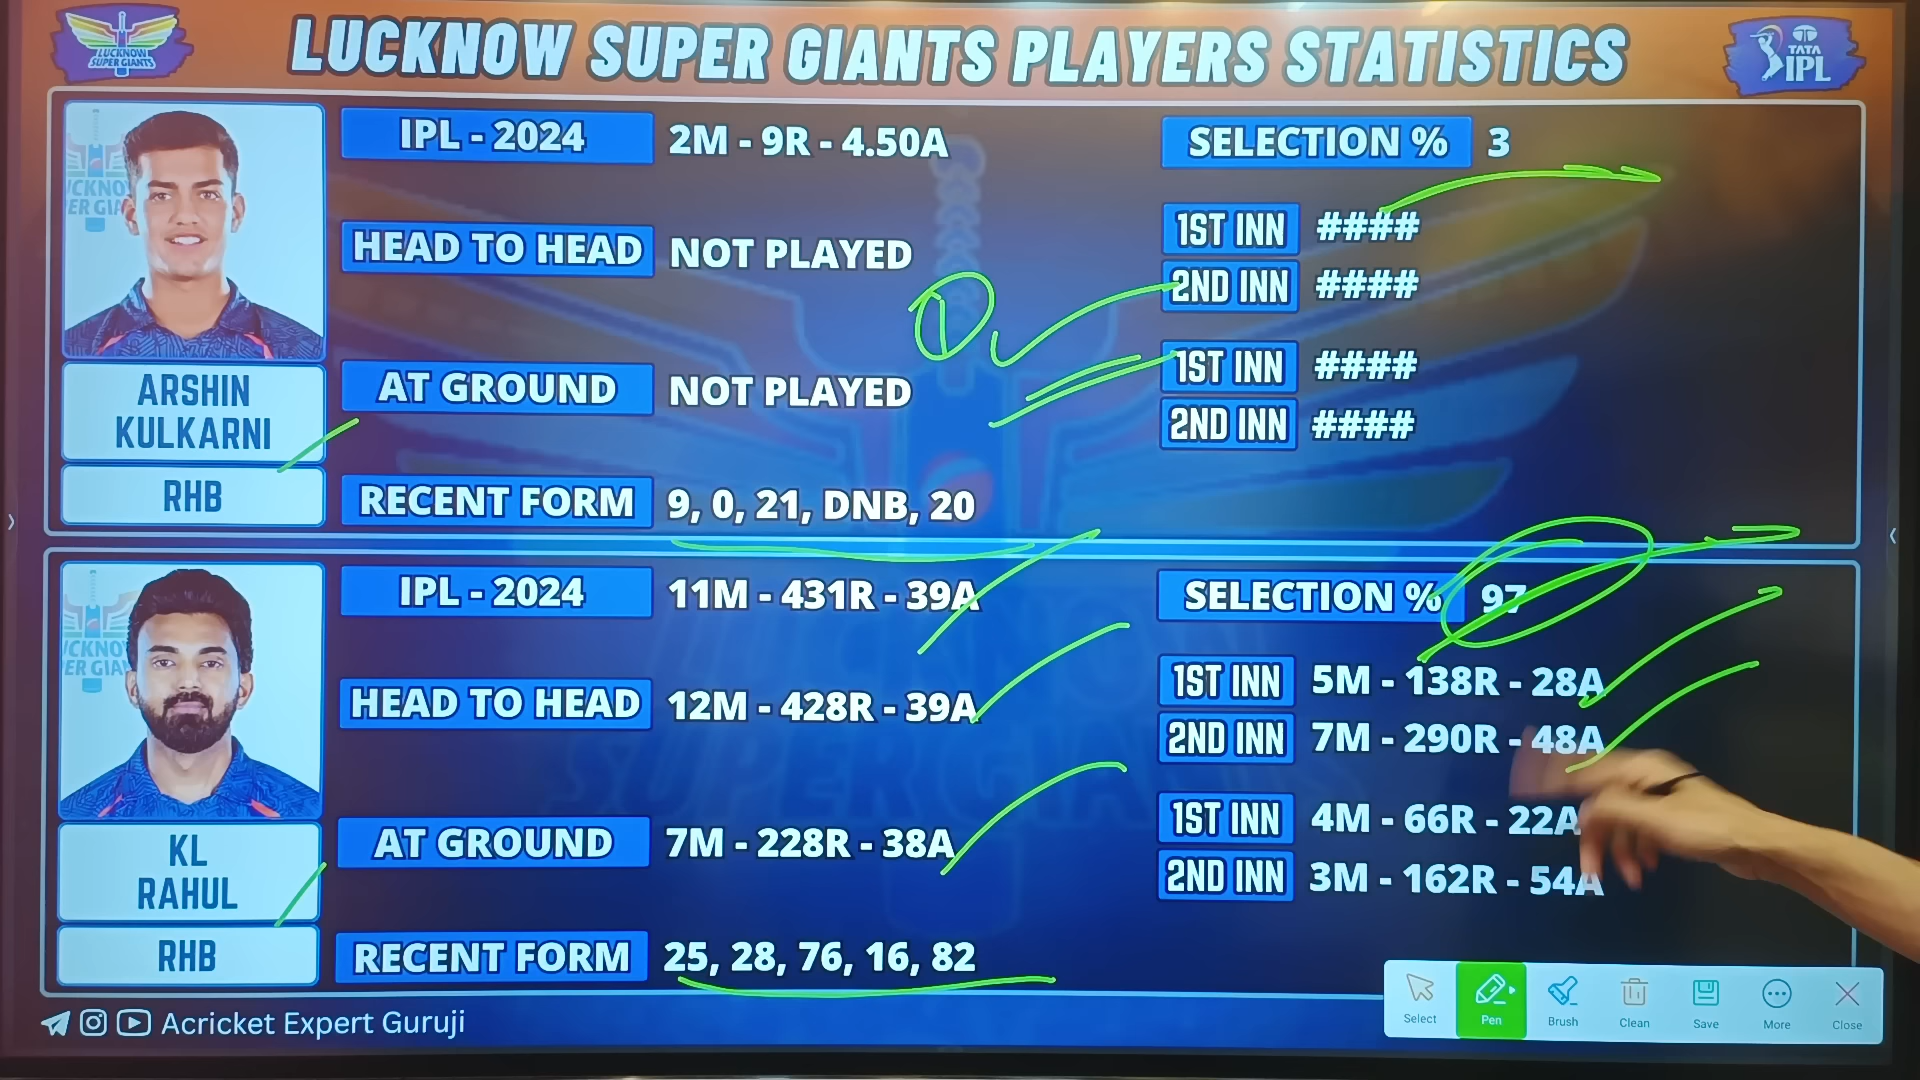 LUCKNOW SUPER GIANTS PLAYERS STATISTICS
LUCKNOW
SUPER GIANTS
TATA
IPL
IPL - 2024 2M - 9R - 4.50A
SELECTION % 3
HEAD TO HEAD NOT PLAYED
1ST INN ####
2ND INN ####
AT GROUND NOT PLAYED
1ST INN ####
2ND INN ####
ARSHIN
KULKARNI
RHB
RECENT FORM 9, 0, 21, DNB, 20
IPL - 2024 11M - 431R - 39A
SELECTION % 97
HEAD TO HEAD 12M - 428R - 39A
1ST INN 5M - 138R - 28A
2ND INN 7M - 290R - 48A
AT GROUND 7M - 228R - 38A
1ST INN 4M - 66R - 22A
2ND INN 3M - 162R - 54A
KL
RAHUL
RHB
RECENT FORM 25, 28, 76, 16, 82
Acricket Expert Guruji
Select Pen Brush Clean Save More Close